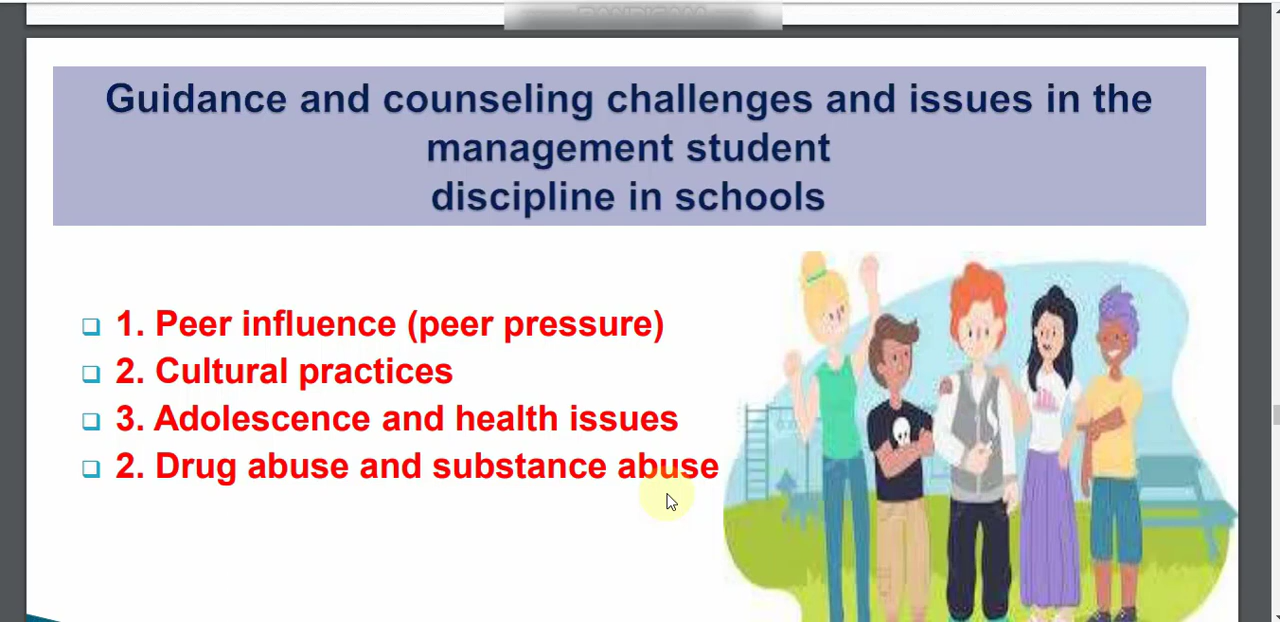 Guidance and counseling challenges and issues in the
management student
discipline in schools
1. Peer influence (peer pressure)
2. Cultural practices
3. Adolescence and health issues
2. Drug abuse and substance abuse